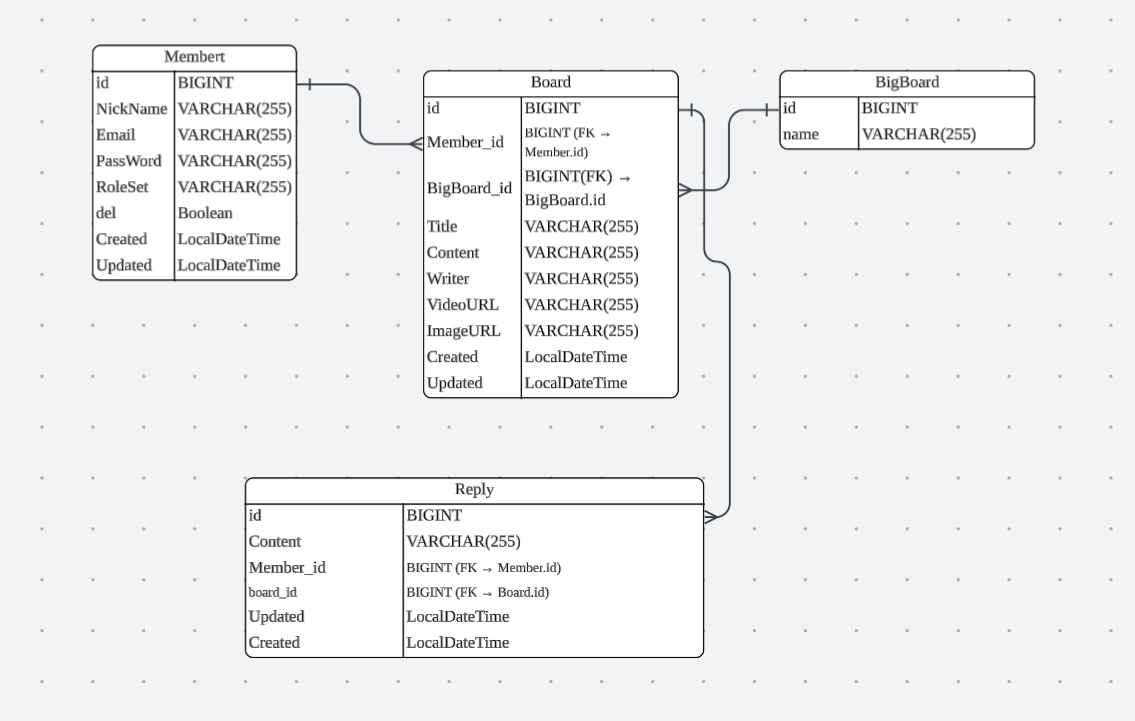 Membert
id BIGINT
NickName VARCHAR(255)
Email VARCHAR(255)
PassWord VARCHAR(255)
RoleSet VARCHAR(255)
del Boolean
Created LocalDateTime
Updated LocalDateTime
Board
id BIGINT
Member_id BIGINT (FK →
Member.id)
BigBoard_id BIGINT(FK) →
BigBoard.id
Title VARCHAR(255)
Content VARCHAR(255)
Writer VARCHAR(255)
VideoURL VARCHAR(255)
ImageURL VARCHAR(255)
Created LocalDateTime
Updated LocalDateTime
BigBoard
id BIGINT
name VARCHAR(255)
Reply
id BIGINT
Content VARCHAR(255)
Member_id BIGINT (FK → Member.id)
board_id BIGINT (FK → Board.id)
Updated LocalDateTime
Created LocalDateTime